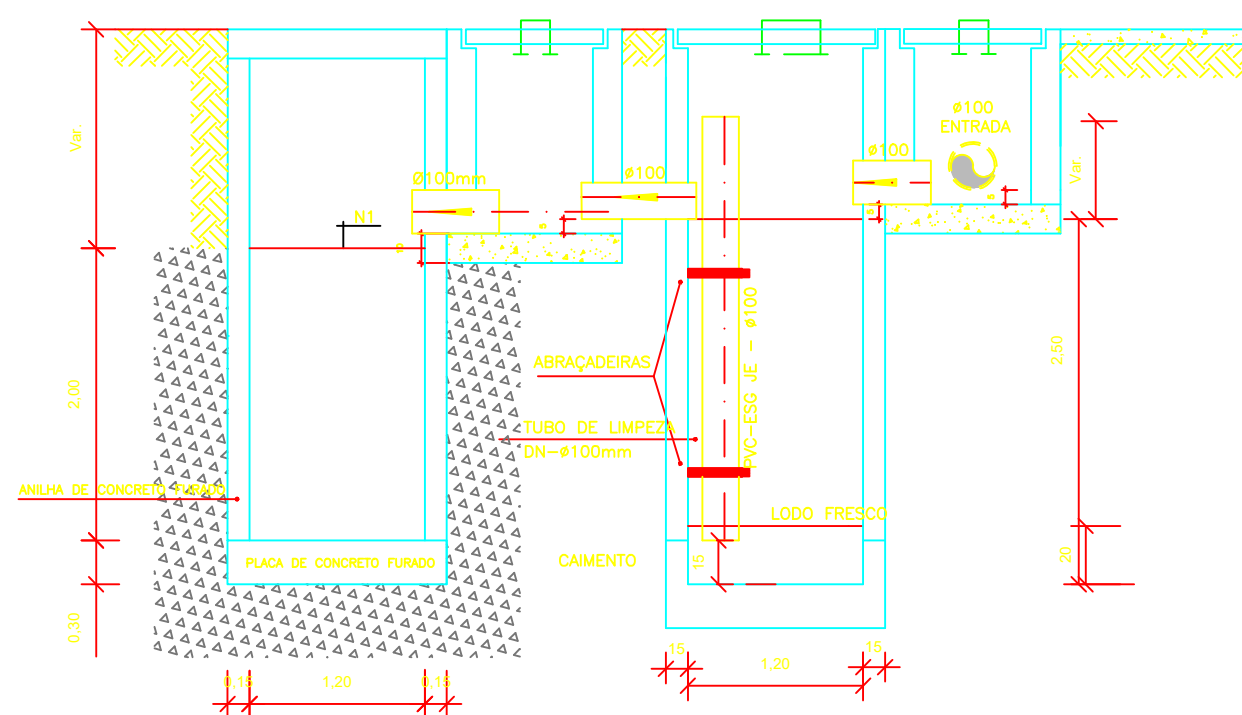 ø100
ENTRADA
Var.
ø100
ø100
Ø100mm
Var.
N1
PVC-ESG JE - ø100
2,50
ABRAÇADEIRAS
2.00
TUBO DE LIMPEZA
DN-ø100mm
ANILHA DE CONCRETO FURADO
LODO FRESCO
PLACA DE CONCRETO FURADO
CAIMENTO
15
20
0.30
15
15
0,15
1,20
0.15
1,20